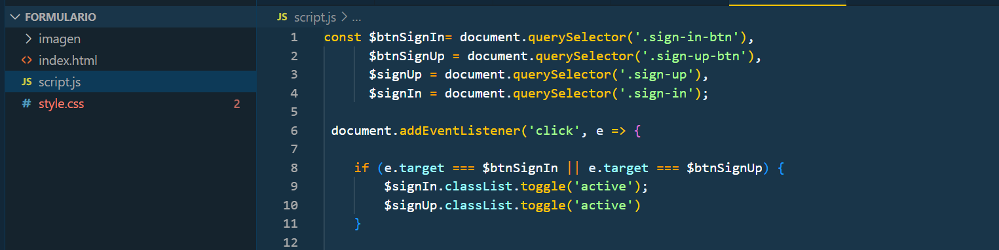 FORMULARIO
imagen
<> index.html
JS script.js
# style.css 2
JS script.js > ...
1 const $btnSignIn= document.querySelector('.sign-in-btn'),
2 $btnSignUp = document.querySelector('.sign-up-btn'),
3 $signUp = document.querySelector('.sign-up'),
4 $signIn = document.querySelector('.sign-in');
5
6 document.addEventListener('click', e => {
7
8 if (e.target === $btnSignIn || e.target === $btnSignUp) {
9 $signIn.classList.toggle('active');
10 $signUp.classList.toggle('active')
11 }
12